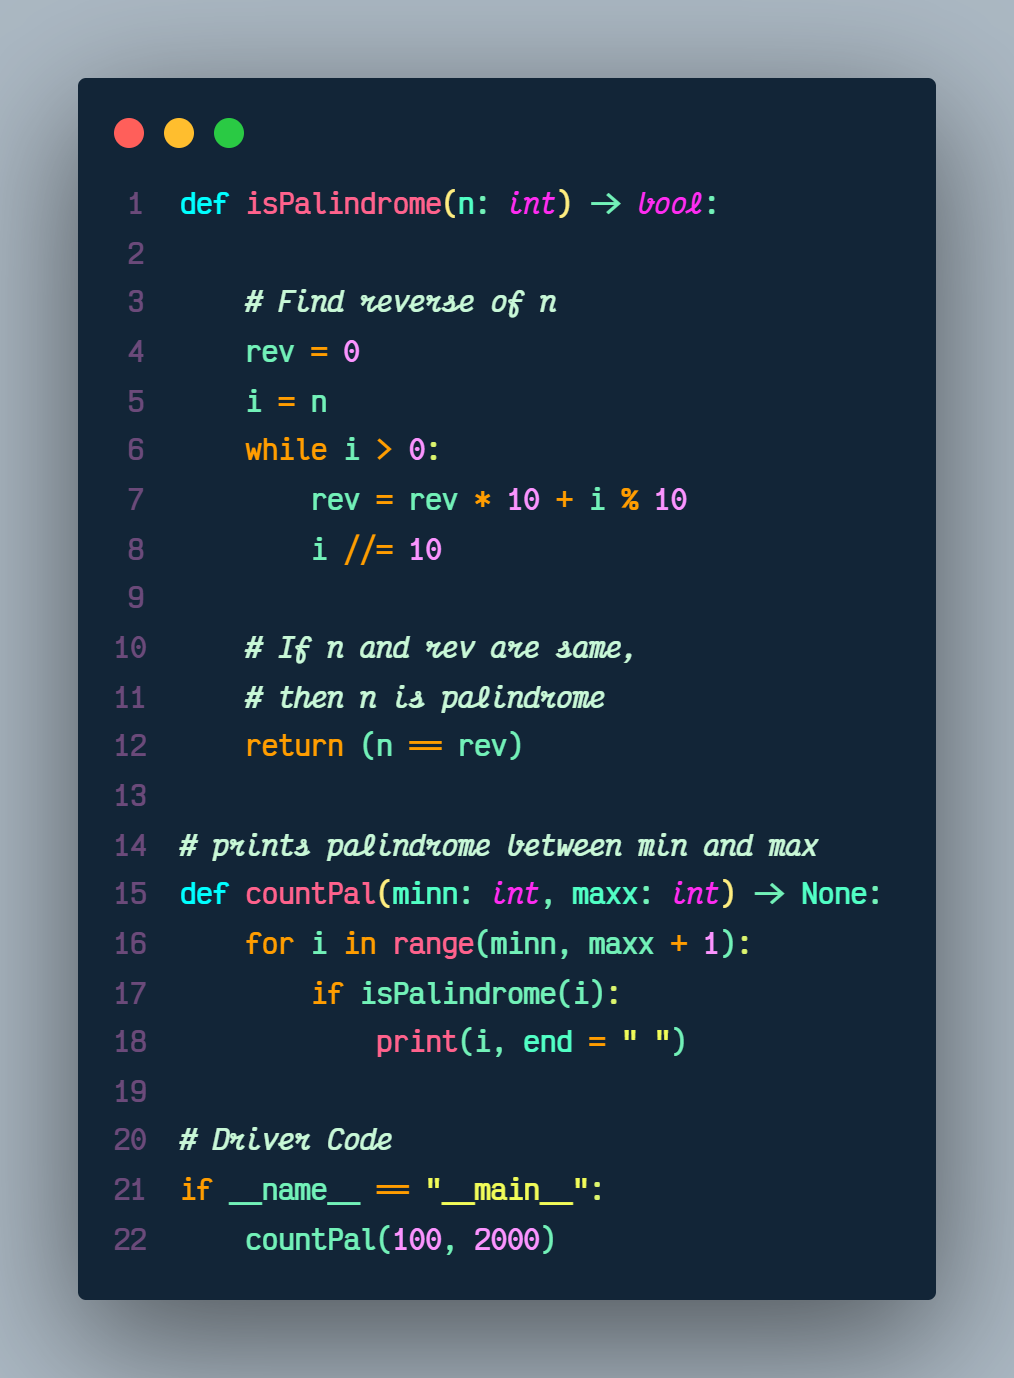 1 def isPalindrome(n: int) -> bool:
2
3     # Find reverse of n
4     rev = 0
5     i = n
6     while i > 0:
7         rev = rev * 10 + i % 10
8         i //= 10
9
10     # If n and rev are same,
11     # then n is palindrome
12     return (n == rev)
13
14 # prints palindrome between min and max
15 def countPal(minn: int, maxx: int) -> None:
16     for i in range(minn, maxx + 1):
17         if isPalindrome(i):
18             print(i, end = " ")
19
20 # Driver Code
21 if __name__ == "__main__":
22     countPal(100, 2000)